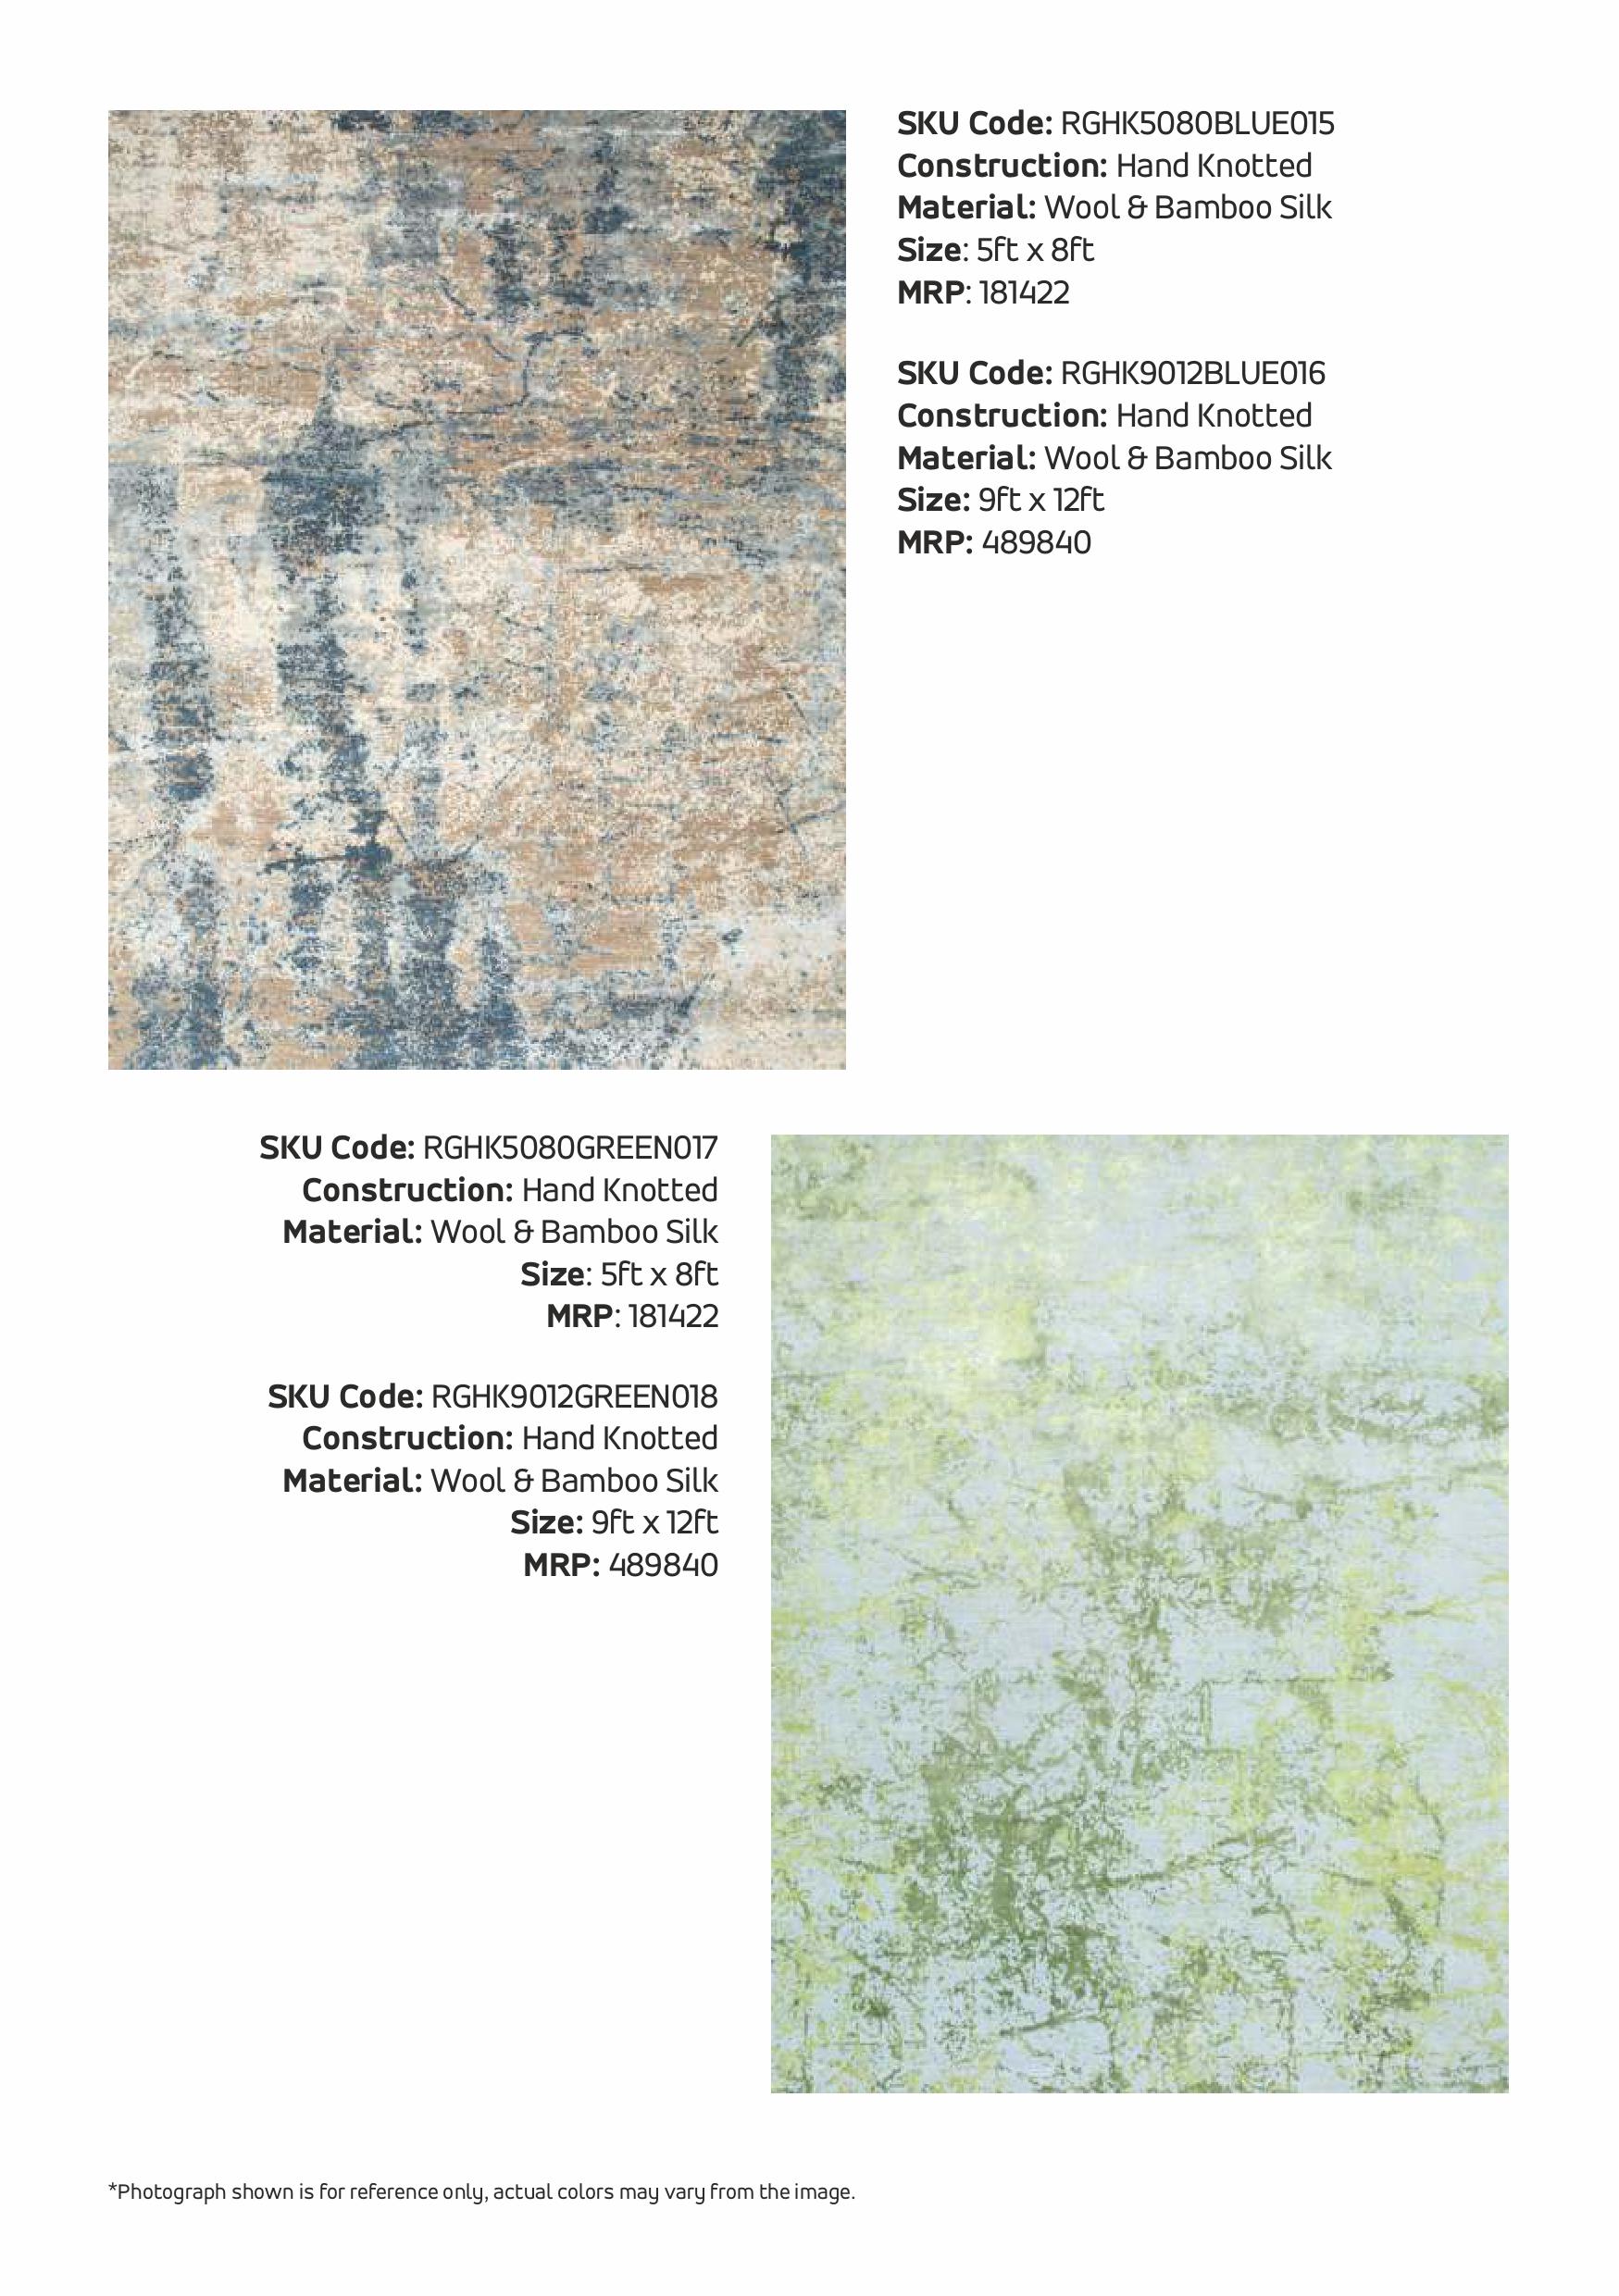 SKU Code: RGHK5080BLUE015
Construction: Hand Knotted
Material: Wool & Bamboo Silk
Size: 5ft x 8ft
MRP: 181422
SKU Code: RGHK9012BLUE016
Construction: Hand Knotted
Material: Wool & Bamboo Silk
Size: 9ft x 12ft
MRP: 489840
SKU Code: RGHK5080GREEN017
Construction: Hand Knotted
Material: Wool & Bamboo Silk
Size: 5ft x 8ft
MRP: 181422
SKU Code: RGHK9012GREEN018
Construction: Hand Knotted
Material: Wool & Bamboo Silk
Size: 9ft x 12ft
MRP: 489840
*Photograph shown is for reference only, actual colors may vary from the image.